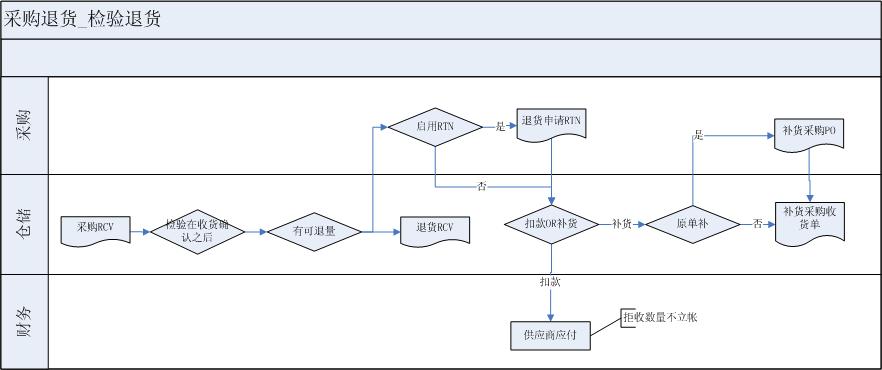 采购退货_检验退货
采购
启用RTN
是
退货申请RTN
是
补货采购PO
否
仓储
采购RCV
检验在收货确
认之后
有可退量
退货RCV
扣款OR补货
补货
原单补
否
补货采购收
货单
扣款
财务
供应商应付
拒收数量不立帐